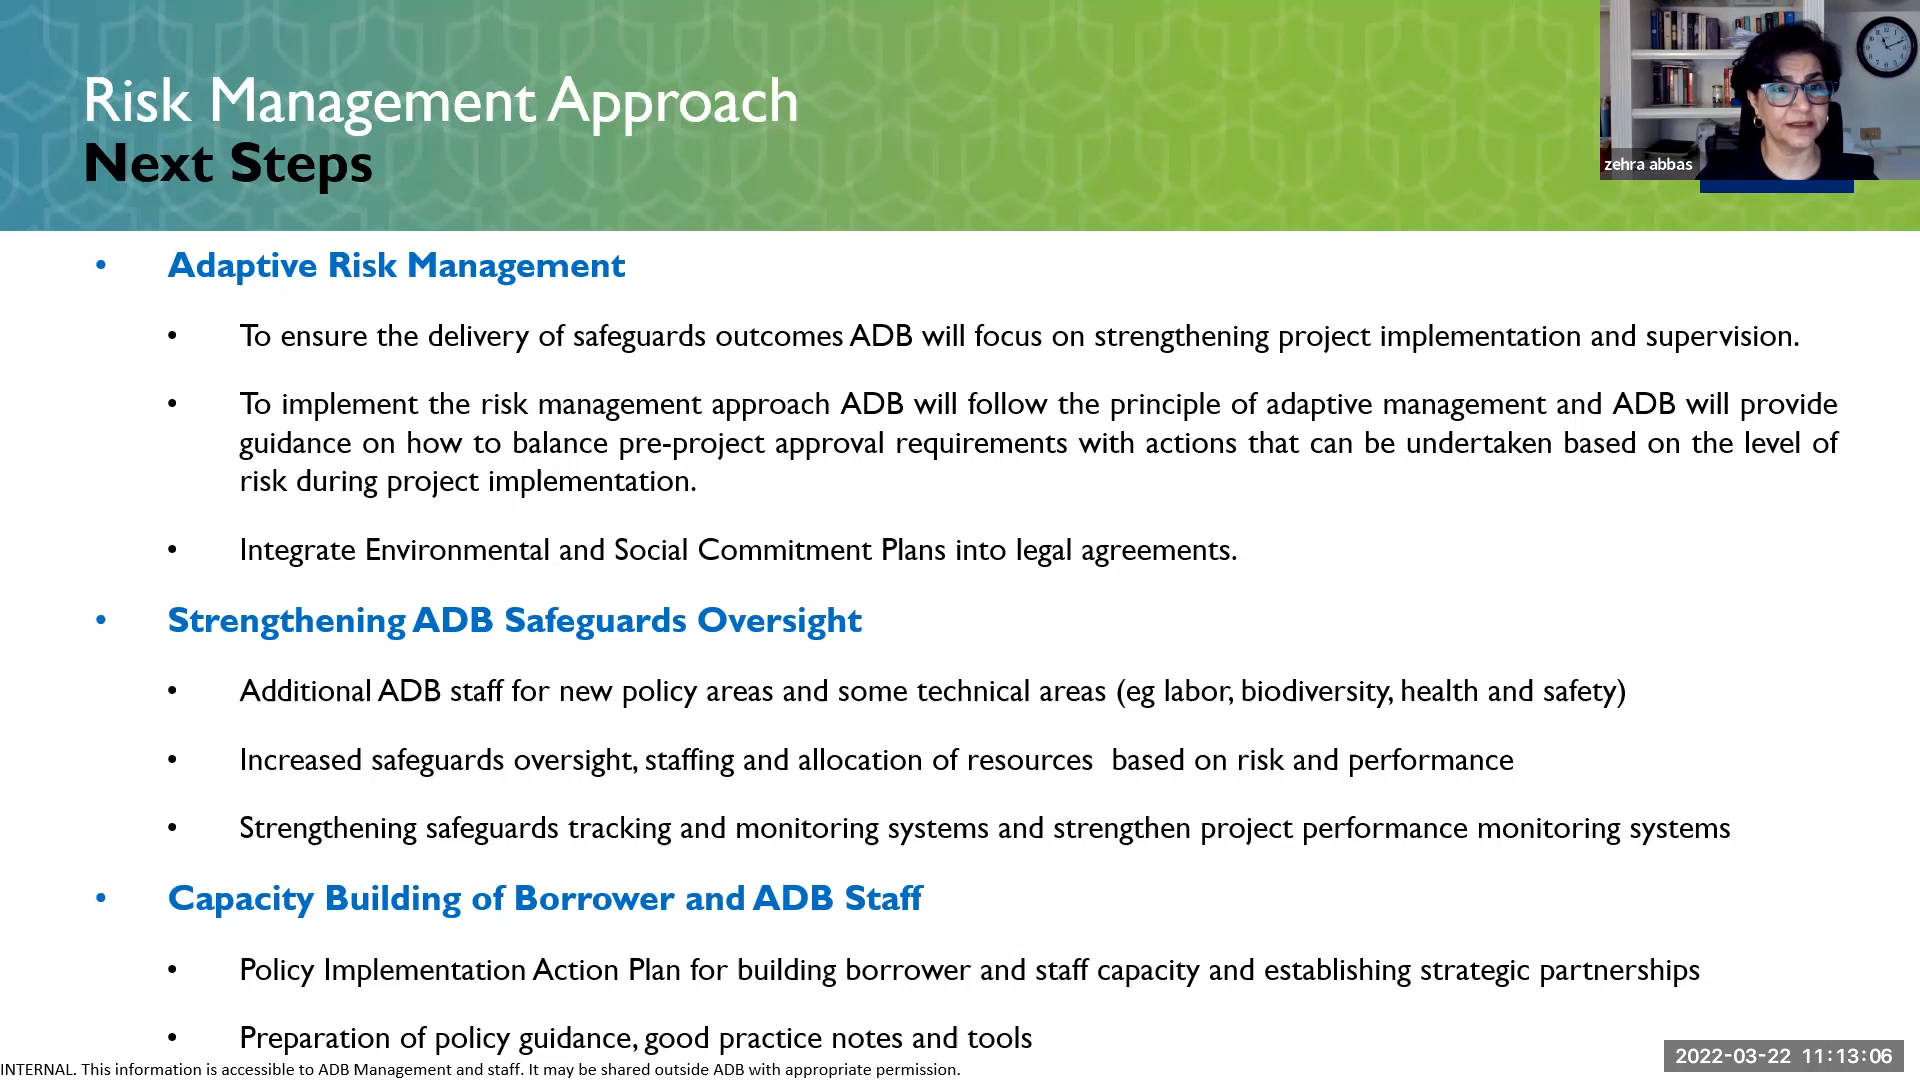 Risk Management Approach
Next Steps
zehra abbas
• Adaptive Risk Management
• To ensure the delivery of safeguards outcomes ADB will focus on strengthening project implementation and supervision.
• To implement the risk management approach ADB will follow the principle of adaptive management and ADB will provide
guidance on how to balance pre-project approval requirements with actions that can be undertaken based on the level of
risk during project implementation.
• Integrate Environmental and Social Commitment Plans into legal agreements.
• Strengthening ADB Safeguards Oversight
• Additional ADB staff for new policy areas and some technical areas (eg labor, biodiversity, health and safety)
• Increased safeguards oversight, staffing and allocation of resources  based on risk and performance
• Strengthening safeguards tracking and monitoring systems and strengthen project performance monitoring systems
• Capacity Building of Borrower and ADB Staff
• Policy Implementation Action Plan for building borrower and staff capacity and establishing strategic partnerships
• Preparation of policy guidance, good practice notes and tools
INTERNAL. This information is accessible to ADB Management and staff. It may be shared outside ADB with appropriate permission.
2022-03-22 11:13:06